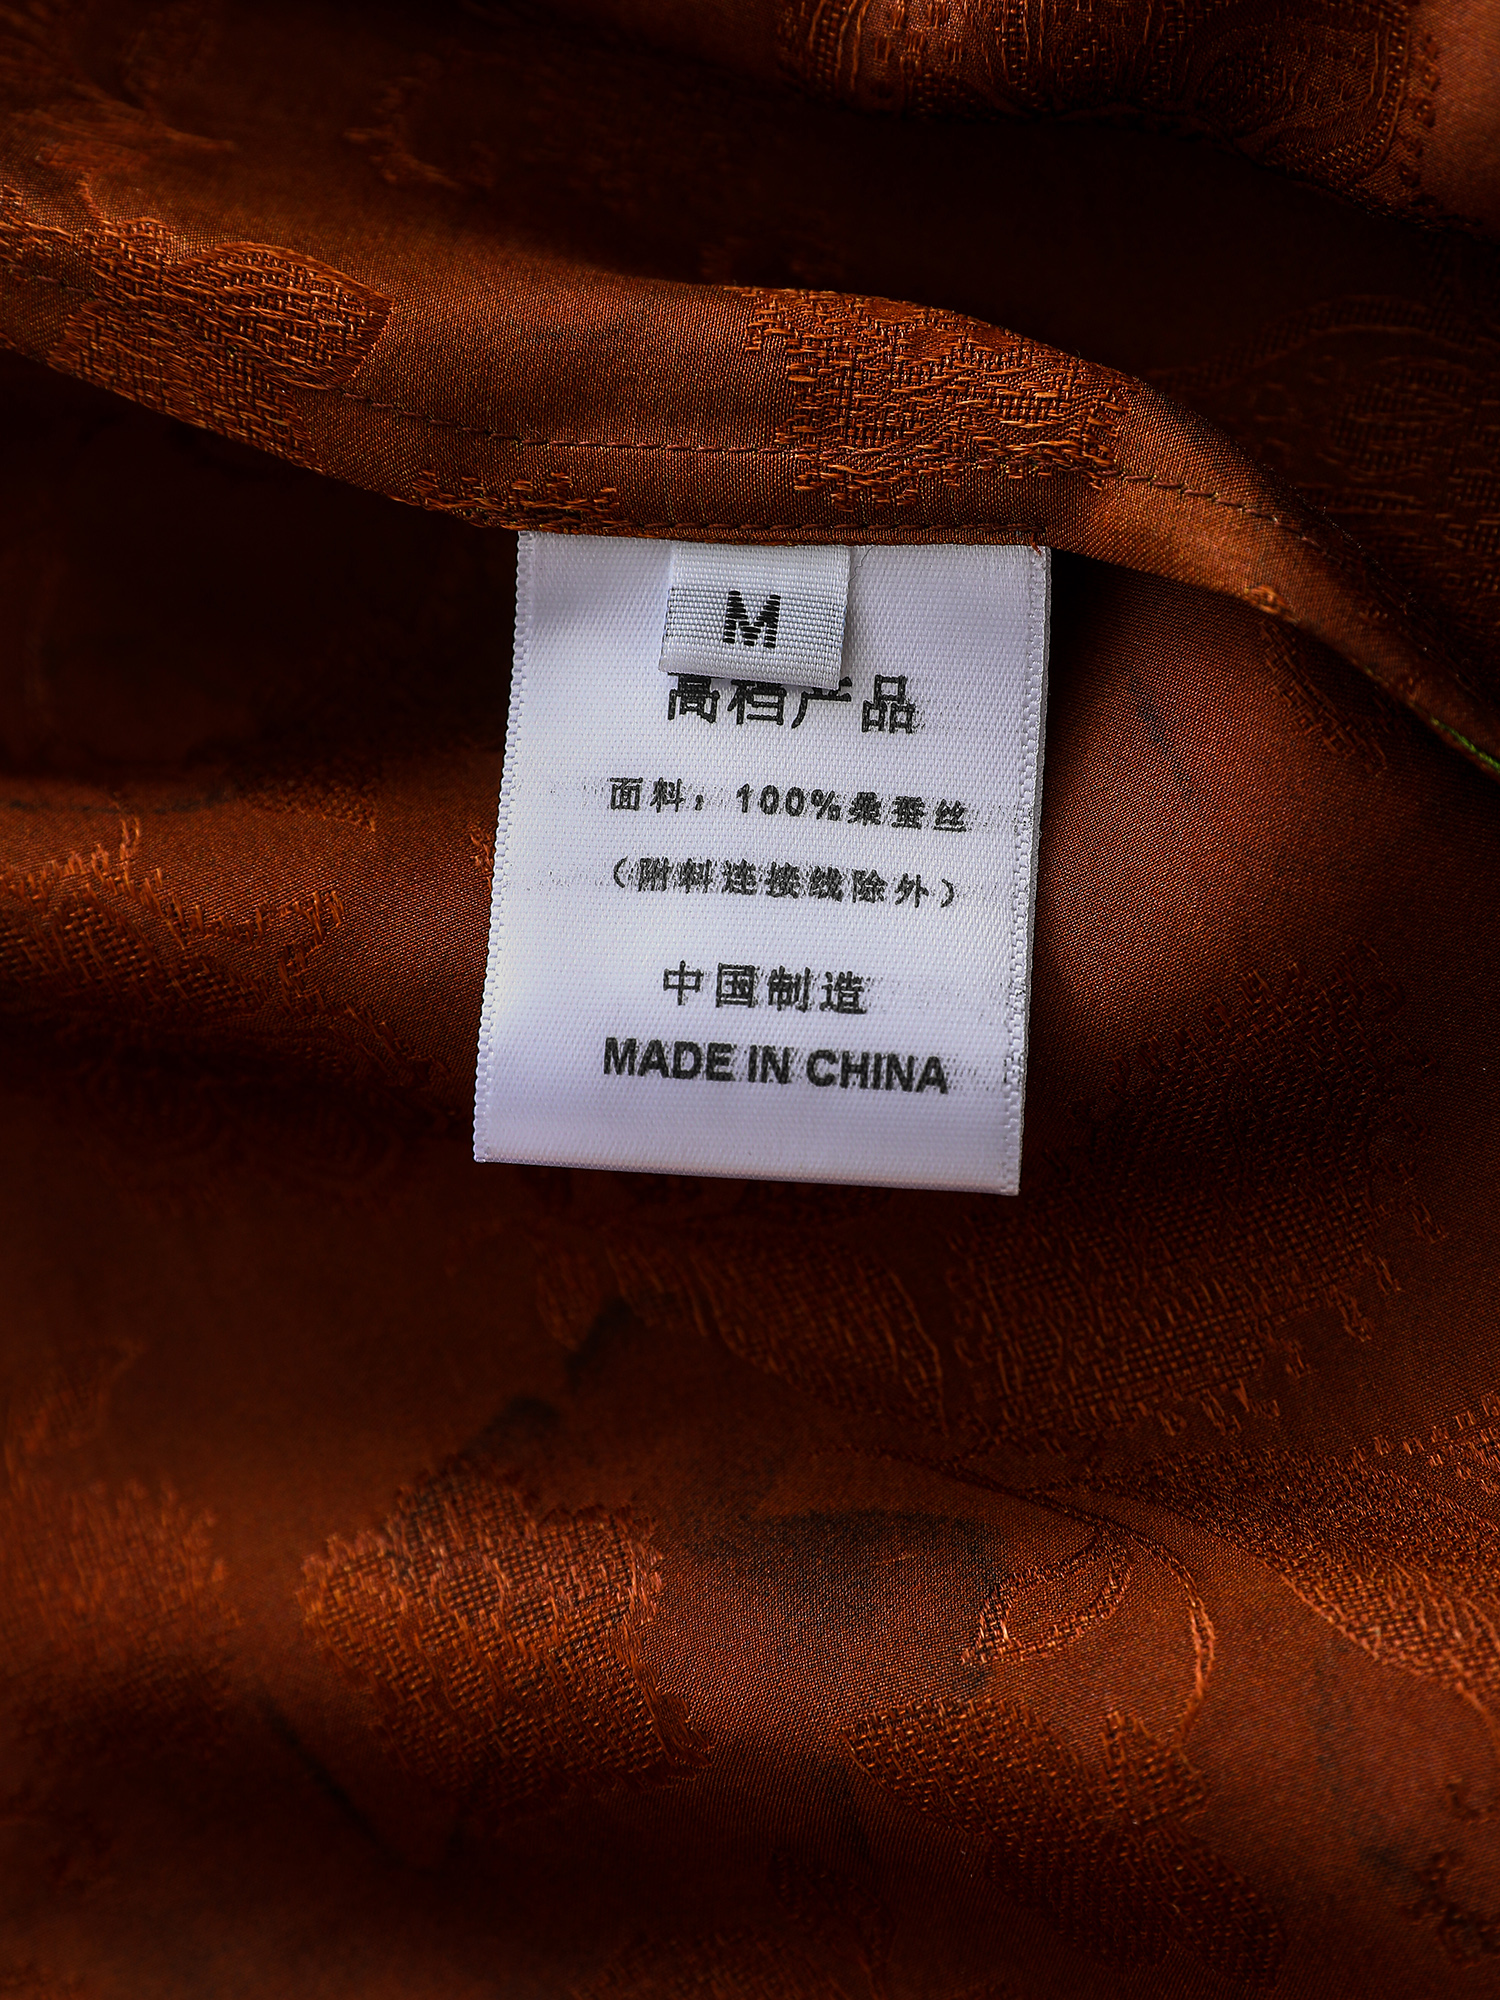 M
高档产品
面料：100%桑蚕丝
（附料连接线除外）
中国制造
MADE IN CHINA